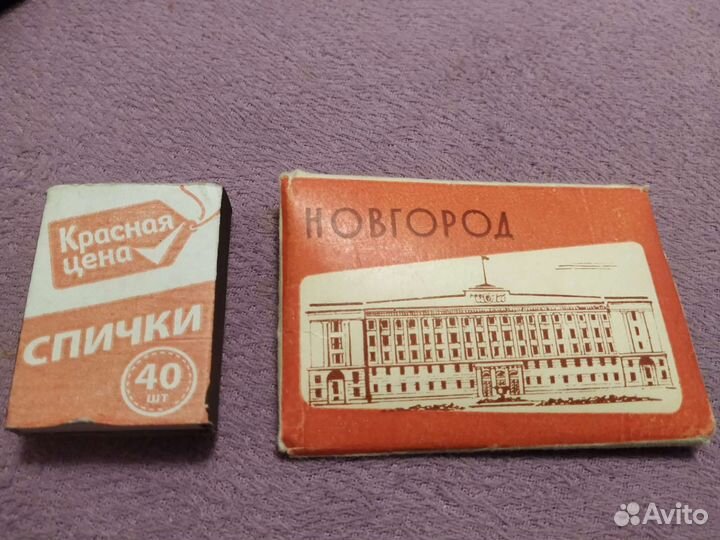 Красная
цена
СПИЧКИ
40
шт
НОВГОРОД
Avito